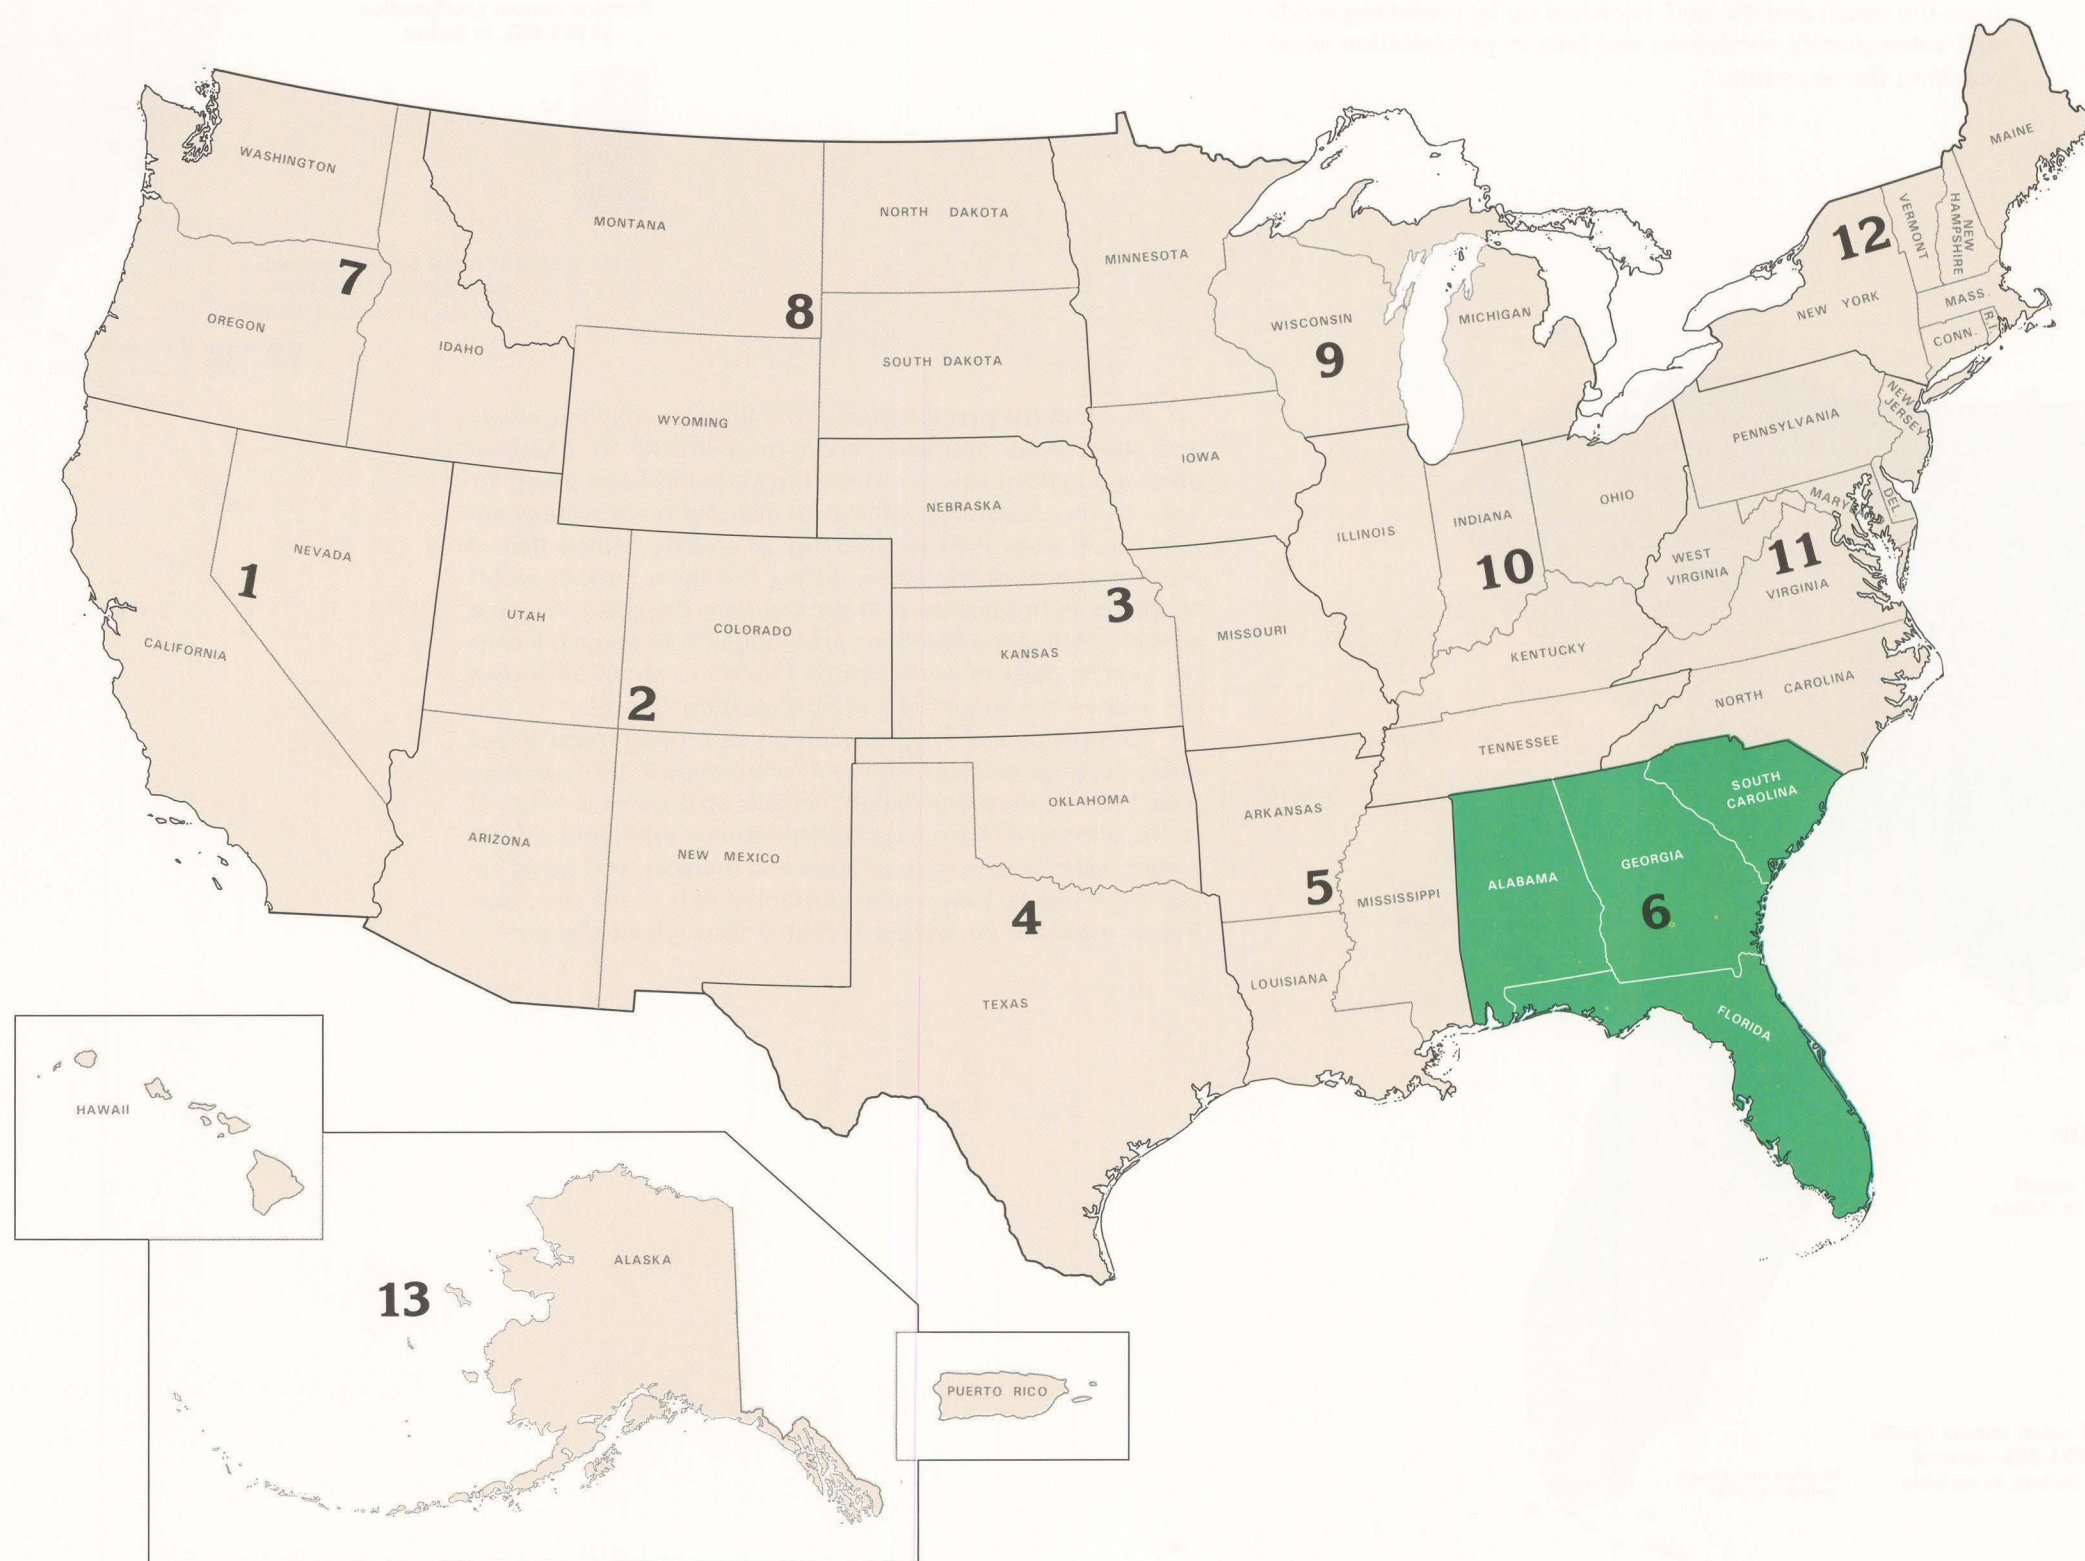 WASHINGTON
MONTANA
NORTH DAKOTA
MINNESOTA
MAINE
VERMONT
NEW
HAMPSHIRE
12
7
OREGON
IDAHO
8
SOUTH DAKOTA
WISCONSIN
9
MICHIGAN
NEW YORK
MASS.
CONN.
R.I.
WYOMING
IOWA
PENNSYLVANIA
NEW
JERSEY
NEBRASKA
ILLINOIS
INDIANA
10
OHIO
MARY
DEL.
WEST
VIRGINIA
11
VIRGINIA
1
NEVADA
CALIFORNIA
UTAH
COLORADO
2
3
KANSAS
MISSOURI
KENTUCKY
NORTH CAROLINA
TENNESSEE
SOUTH
CAROLINA
ARIZONA
NEW MEXICO
OKLAHOMA
ARKANSAS
5
MISSISSIPPI
ALABAMA
GEORGIA
6
4
TEXAS
LOUISIANA
FLORIDA
HAWAII
ALASKA
13
PUERTO RICO